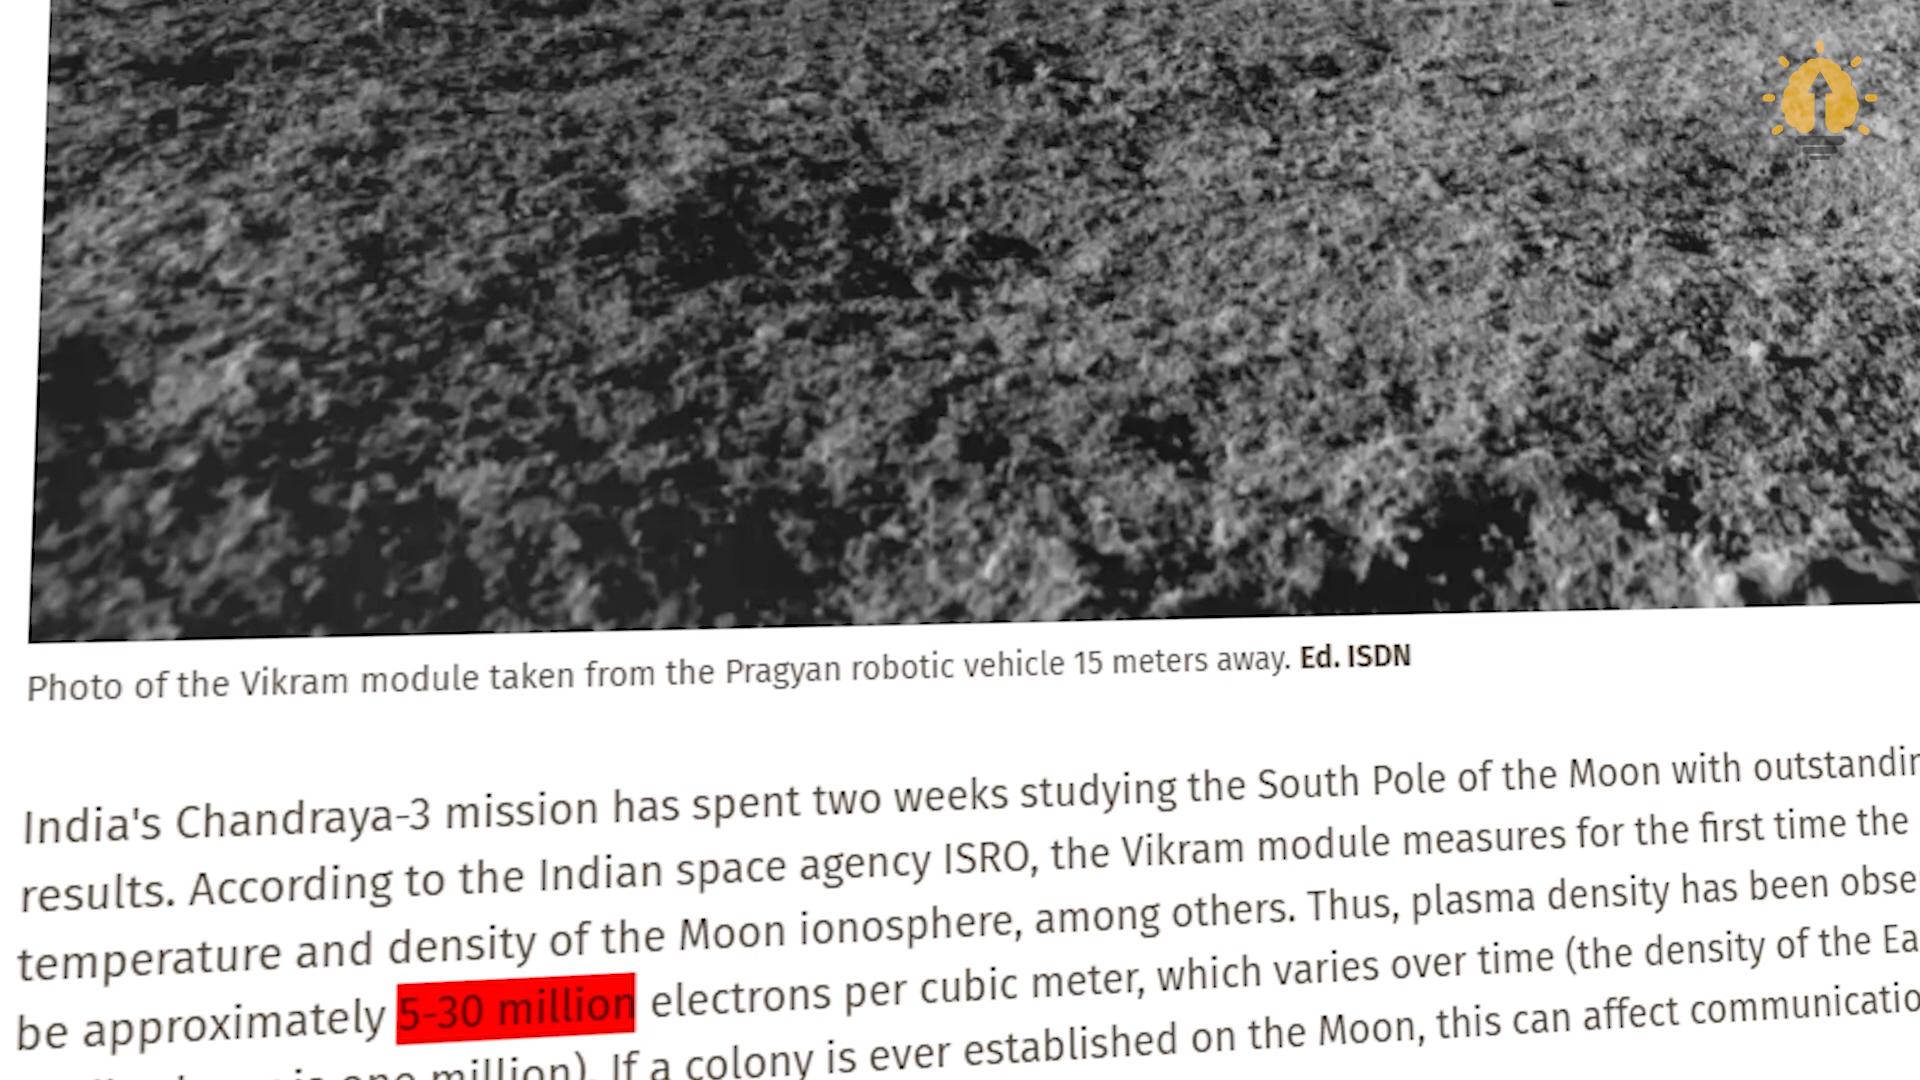 Photo of the Vikram module taken from the Pragyan robotic vehicle 15 meters away. Ed. ISDN
India's Chandraya-3 mission has spent two weeks studying the South Pole of the Moon with
results. According to the Indian space agency ISRO, the Vikram module measures for the first time the
temperature and density of the Moon ionosphere, among others. Thus, plasma density has been
be approximately 5-30 million electrons per cubic meter, which varies over time (the density of the
is one million). If a colony is ever established on the Moon, this can affect